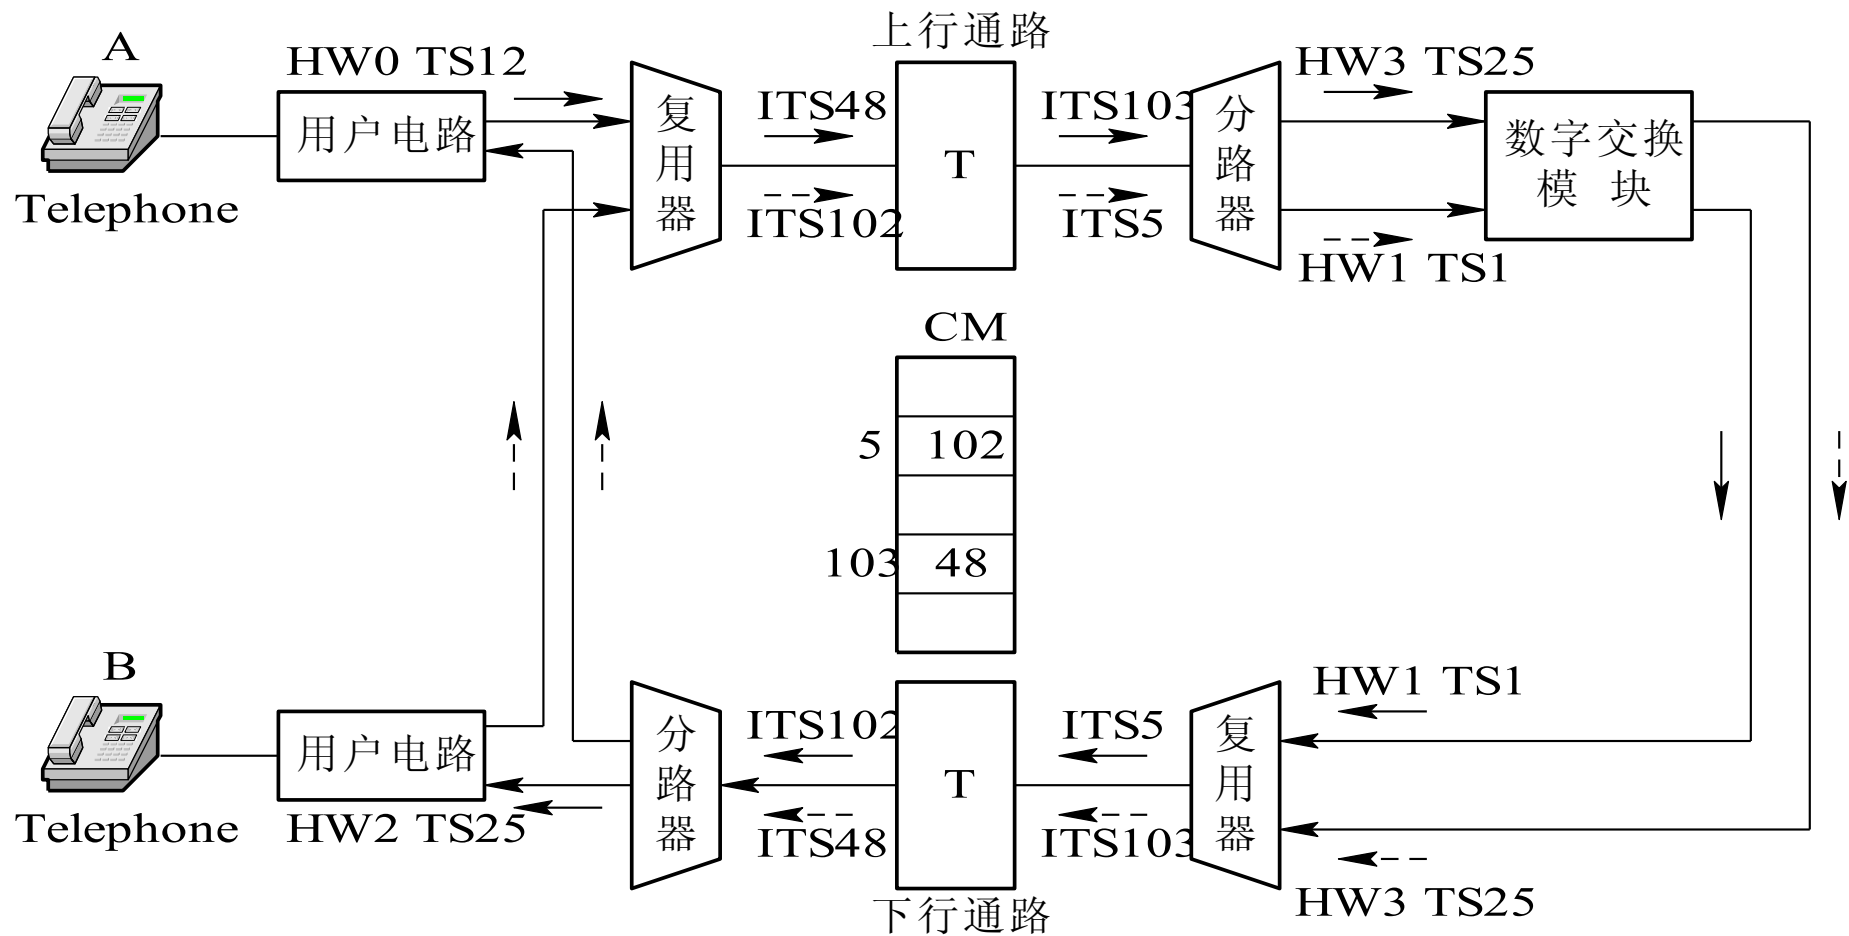 上行通路
A
HW0 TS12
用户电路
Telephone
复用器
ITS48
ITS102
T
ITS103
ITS5
分路器
HW3 TS25
HW1 TS1
数字交换
模 块
CM
5 102
103 48
B
用户电路
Telephone
HW2 TS25
分路器
ITS102
ITS48
T
下行通路
ITS5
ITS103
复用器
HW1 TS1
HW3 TS25